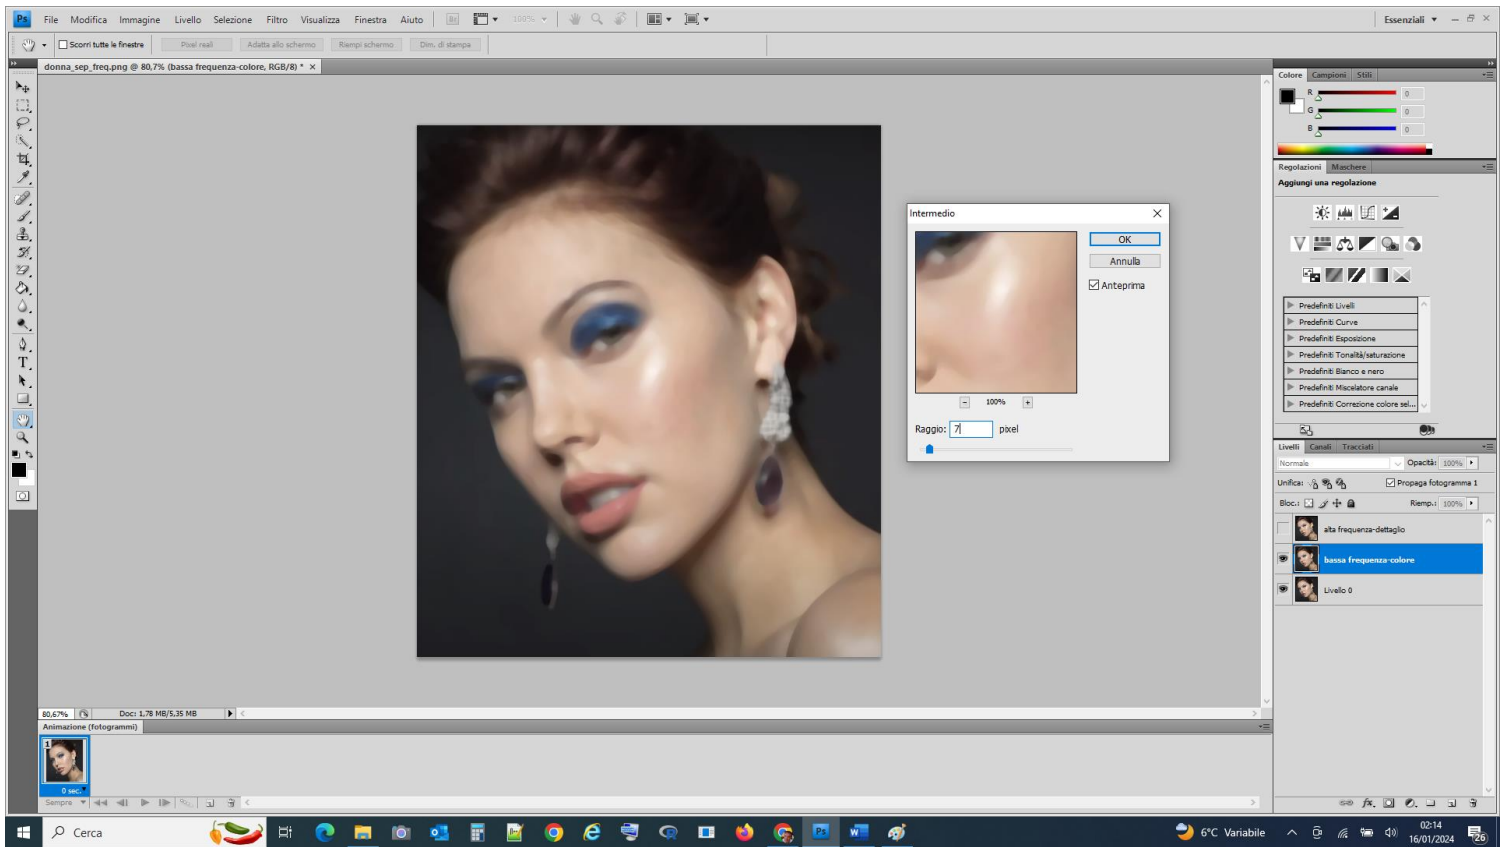 Ps File Modifica Immagine Livello Selezione Filtro Visualizza Finestra Aiuto Br 100% Essenziali
Scorri tutte le finestre Pixel reali Adatta allo schermo Riempi schermo Dim. di stampa
donna_sep_freq.png @ 80,7% (bassa frequenza-colore, RGB/8) *
Colore Campioni Stili
R 0
G 0
B 0
Regolazioni Maschere
Aggiungi una regolazione
Predefiniti Livelli
Predefiniti Curve
Predefiniti Esposizione
Predefiniti Tonalità/saturazione
Predefiniti Bianco e nero
Predefiniti Miscelatore canale
Predefiniti Correzione colore sel...
Intermedio
OK
Annulla
Anteprima
100%
Raggio: 7 pixel
Livelli Canali Tracciati
Normale Opacità: 100%
Unifica: Propaga fotogramma 1
Bloc.: Riemp.: 100%
alta frequenza-dettaglio
bassa frequenza-colore
Livello 0
80,67% Doc: 1,78 MB/5,35 MB
Animazione (fotogrammi)
1
0 sec.
Sempre
Cerca
6°C Variabile
02:14
16/01/2024
26